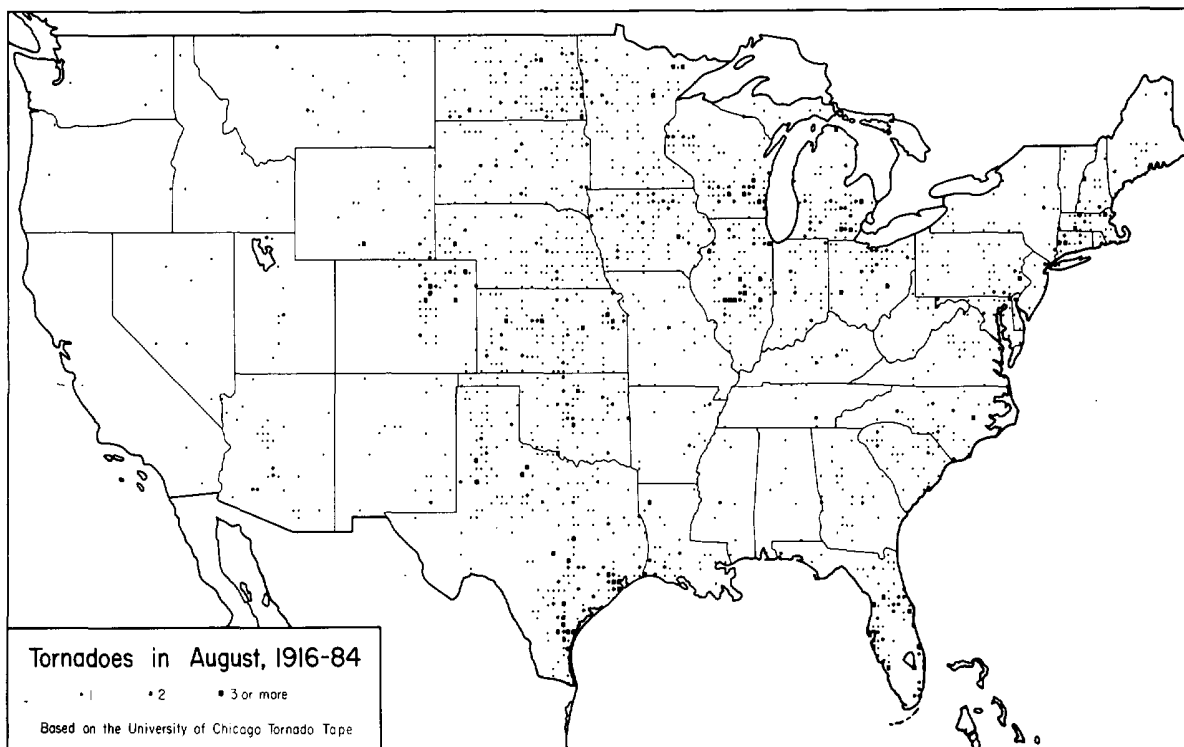 Tornadoes in August, 1916-84
1 2 3 or more
Based on the University of Chicago Tornado Tape